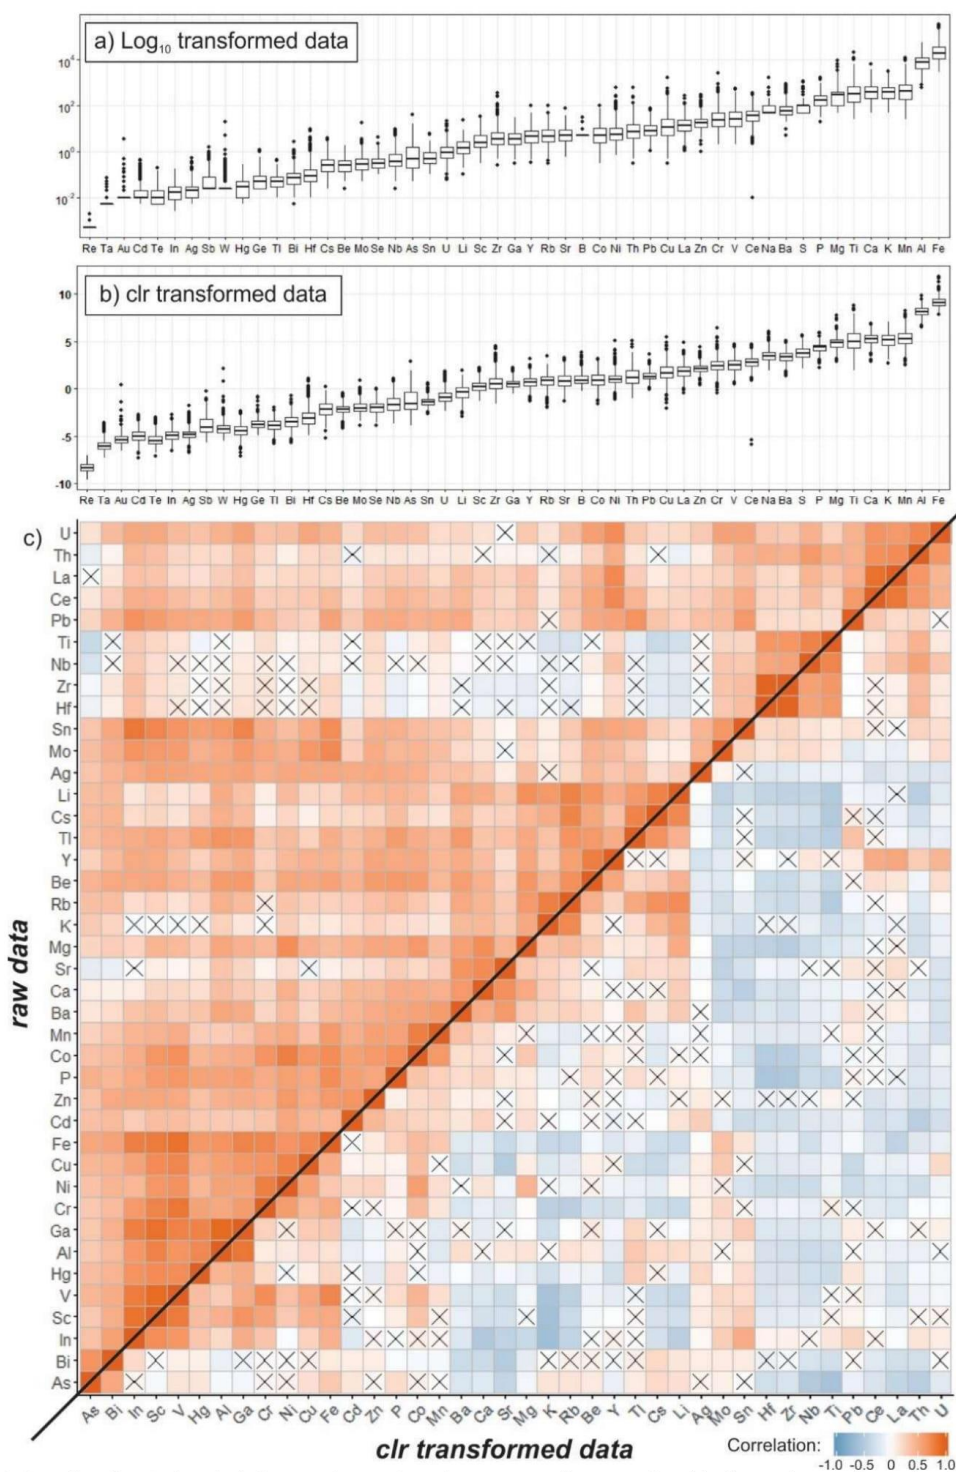 a) Log₁₀ transformed data
10⁴
10²
10⁰
10⁻²
Re Ta Au Cd Te In Ag Sb W Hg Ge Tl Bi Hf Cs Be Mo Se Nb As Sn U Li Sc Zr Ga Y Rb Sr B Co Ni Th Pb Cu La Zn Cr V Ce Na Ba S P Mg Ti Ca K Mn Al Fe
b) clr transformed data
10
5
0
-5
-10
Re Ta Au Cd Te In Ag Sb W Hg Ge Tl Bi Hf Cs Be Mo Se Nb As Sn U Li Sc Zr Ga Y Rb Sr B Co Ni Th Pb Cu La Zn Cr V Ce Na Ba S P Mg Ti Ca K Mn Al Fe
c)
U
Th
La
Ce
Pb
Ti
Nb
Zr
Hf
Sn
Mo
Ag
Li
Cs
Tl
Y
Be
Rb
K
Mg
Sr
Ca
Ba
Mn
Co
P
Zn
Cd
Fe
Cu
Ni
Cr
Ga
Al
Hg
V
Sc
In
Bi
As
raw data
As Bi In Sc V Hg Al Ga Cr Ni Cu Fe Cd Zn P Co Mn Ba Ca Sr Mg K Rb Be Y Tl Cs Li Ag Mo Sn Hf Zr Nb Ti Pb Ce La Th U
clr transformed data
Correlation:
-1.0 -0.5 0 0.5 1.0